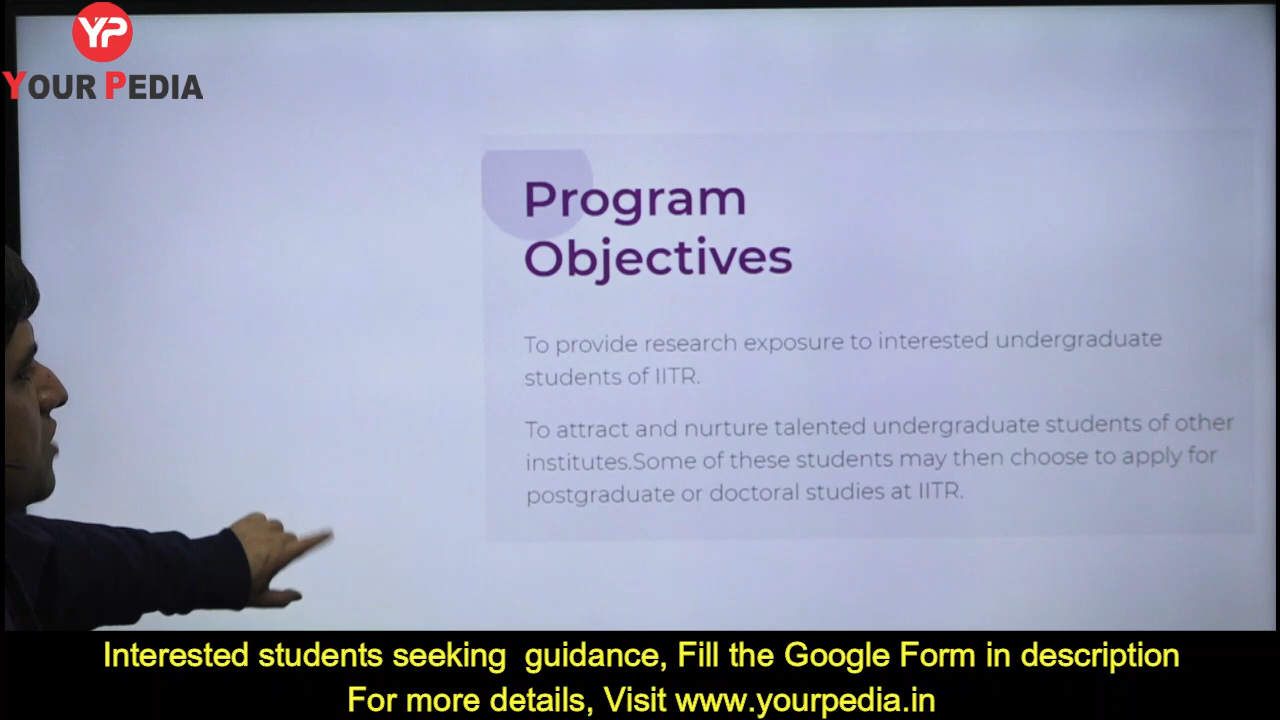 YP
YOUR PEDIA
Program
Objectives
To provide research exposure to interested undergraduate
students of IITR.
To attract and nurture talented undergraduate students of other
institutes.Some of these students may then choose to apply for
postgraduate or doctoral studies at IITR.
Interested students seeking guidance, Fill the Google Form in description
For more details, Visit www.yourpedia.in